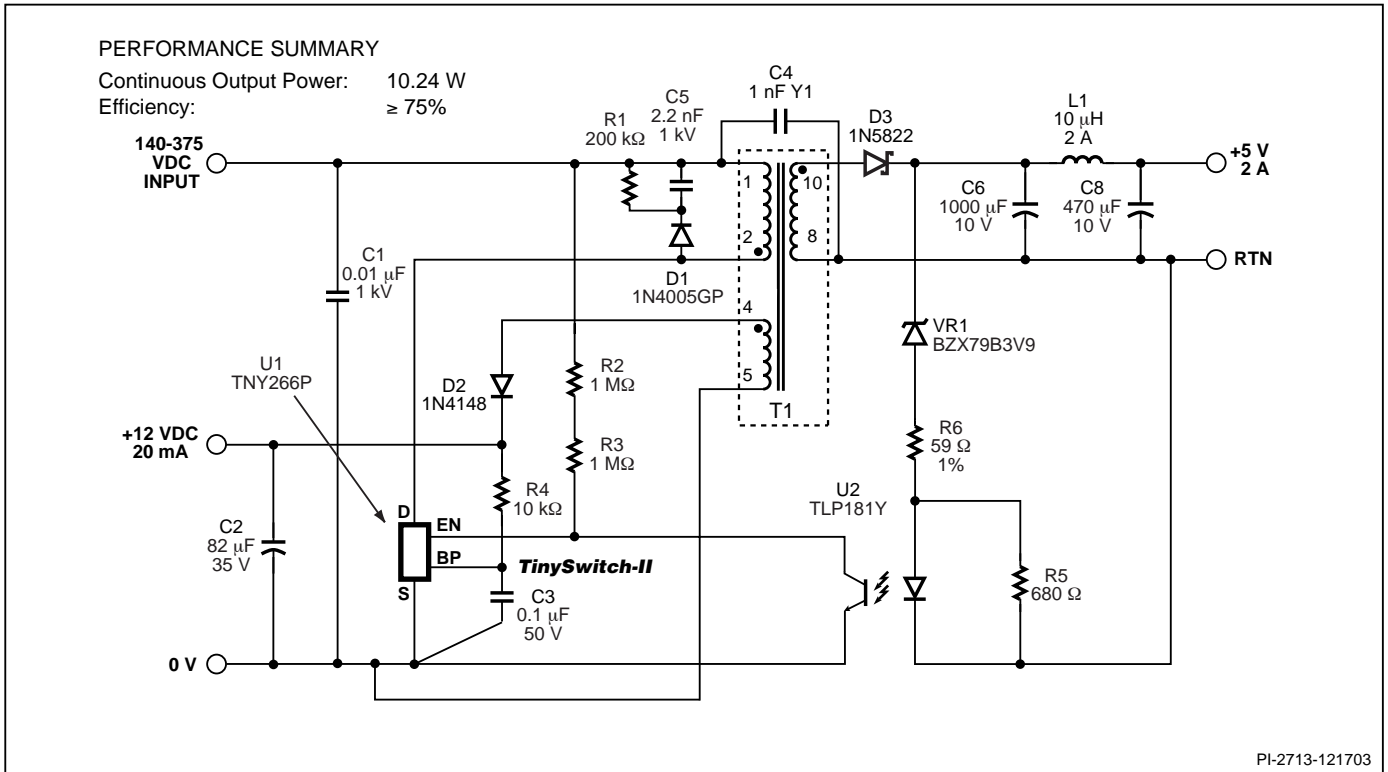 PERFORMANCE SUMMARY
Continuous Output Power: 10.24 W
Efficiency: ≥ 75%
C4
1 nF Y1
C5
2.2 nF
1 kV
R1
200 kΩ
D3
1N5822
L1
10 µH
2 A
140-375
VDC
INPUT
+5 V
2 A
1
10
C6
1000 µF
10 V
C8
470 µF
10 V
2
8
C1
0.01 µF
1 kV
RTN
D1
1N4005GP
4
VR1
BZX79B3V9
U1
TNY266P
D2
1N4148
R2
1 MΩ
5
T1
+12 VDC
20 mA
R3
1 MΩ
R6
59 Ω
1%
R4
10 kΩ
U2
TLP181Y
D
EN
C2
82 µF
35 V
BP
TinySwitch-II
S
C3
0.1 µF
50 V
R5
680 Ω
0 V
PI-2713-121703